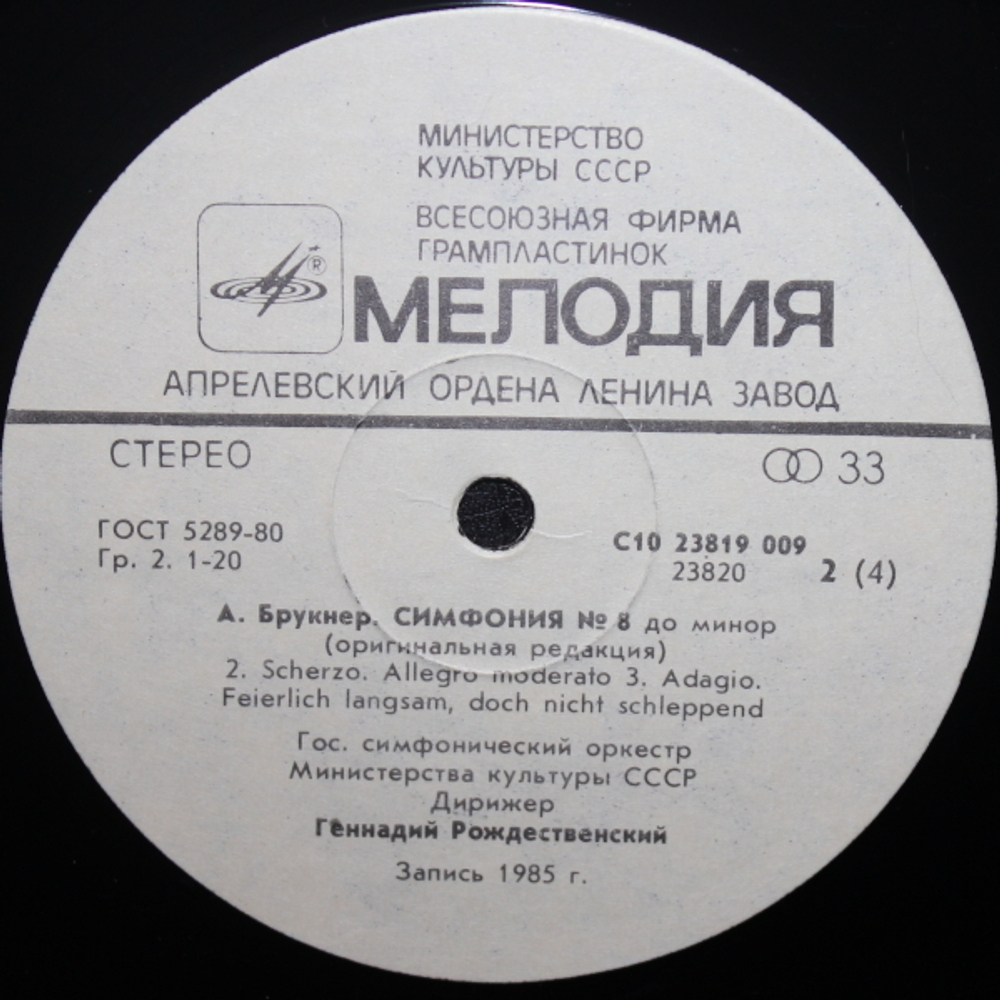 МИНИСТЕРСТВО
КУЛЬТУРЫ СССР
ВСЕСОЮЗНАЯ ФИРМА
ГРАМПЛАСТИНОК
®
МЕЛОДИЯ
АПРЕЛЕВСКИЙ ОРДЕНА ЛЕНИНА ЗАВОД
СТЕРЕО
33
ГОСТ 5289-80
Гр. 2. 1-20
С10 23819 009
23820
2 (4)
А. Брукнер. СИМФОНИЯ № 8 до минор
(оригинальная редакция)
2. Scherzo. Allegro moderato 3. Adagio.
Feierlich langsam, doch nicht schleppend
Гос. симфонический оркестр
Министерства культуры СССР
Дирижер
Геннадий Рождественский
Запись 1985 г.